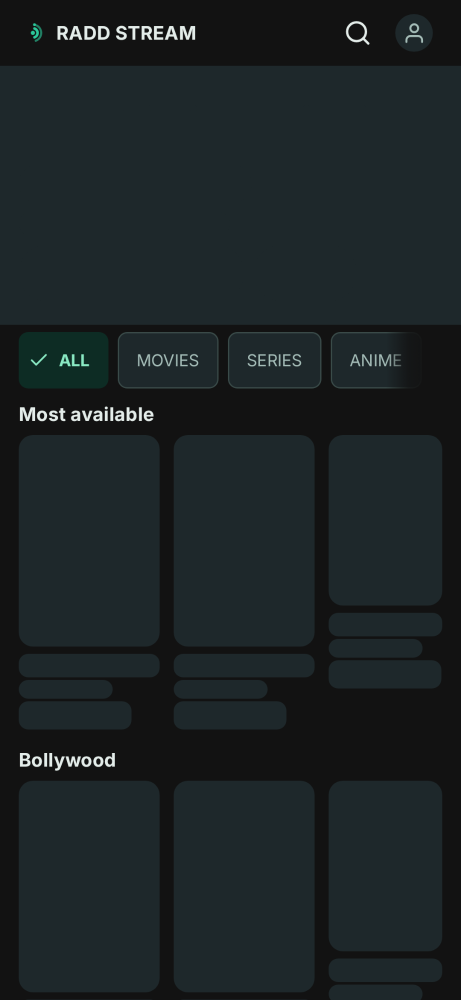 RADD STREAM
ALL
MOVIES
SERIES
ANIME
Most available
Bollywood